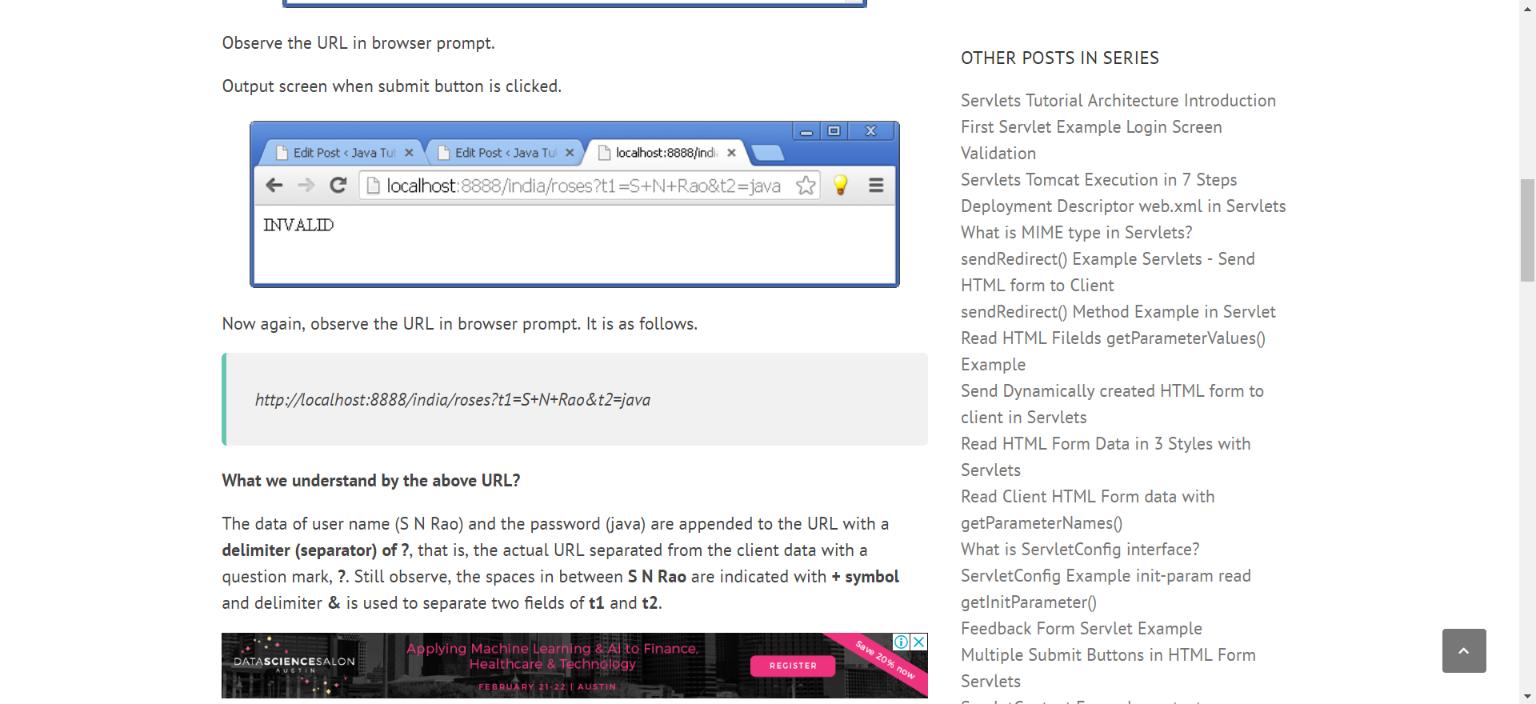 Observe the URL in browser prompt.
Output screen when submit button is clicked.
Edit Post < Java Tu
Edit Post < Java Tu
localhost:8888/indi
localhost:8888/india/roses?t1=S+N+Rao&t2=java
INVALID
Now again, observe the URL in browser prompt. It is as follows.
http://localhost:8888/india/roses?t1=S+N+Rao&t2=java
What we understand by the above URL?
The data of user name (S N Rao) and the password (java) are appended to the URL with a
delimiter (separator) of ?, that is, the actual URL separated from the client data with a
question mark, ?. Still observe, the spaces in between S N Rao are indicated with + symbol
and delimiter & is used to separate two fields of t1 and t2.
DATASCIENCESALON
AUSTIN
Applying Machine Learning & AI to Finance,
Healthcare & Technology
FEBRUARY 21-22 | AUSTIN
REGISTER
Save 20% now
OTHER POSTS IN SERIES
Servlets Tutorial Architecture Introduction
First Servlet Example Login Screen
Validation
Servlets Tomcat Execution in 7 Steps
Deployment Descriptor web.xml in Servlets
What is MIME type in Servlets?
sendRedirect() Example Servlets - Send
HTML form to Client
sendRedirect() Method Example in Servlet
Read HTML Filelds getParameterValues()
Example
Send Dynamically created HTML form to
client in Servlets
Read HTML Form Data in 3 Styles with
Servlets
Read Client HTML Form data with
getParameterNames()
What is ServletConfig interface?
ServletConfig Example init-param read
getInitParameter()
Feedback Form Servlet Example
Multiple Submit Buttons in HTML Form
Servlets